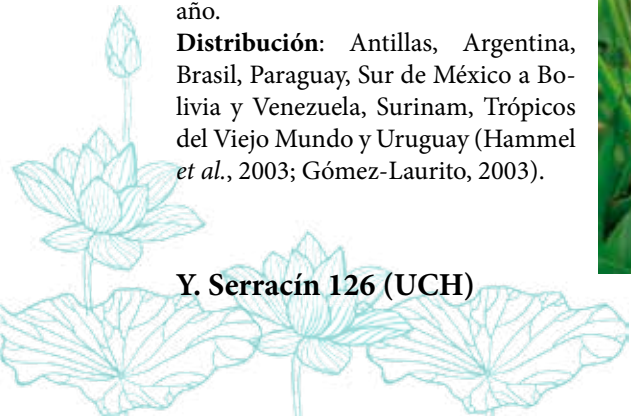 año.
Distribución: Antillas, Argentina,
Brasil, Paraguay, Sur de México a Bo-
livia y Venezuela, Surinam, Trópicos
del Viejo Mundo y Uruguay (Hammel
et al., 2003; Gómez-Laurito, 2003).
Y. Serracín 126 (UCH)